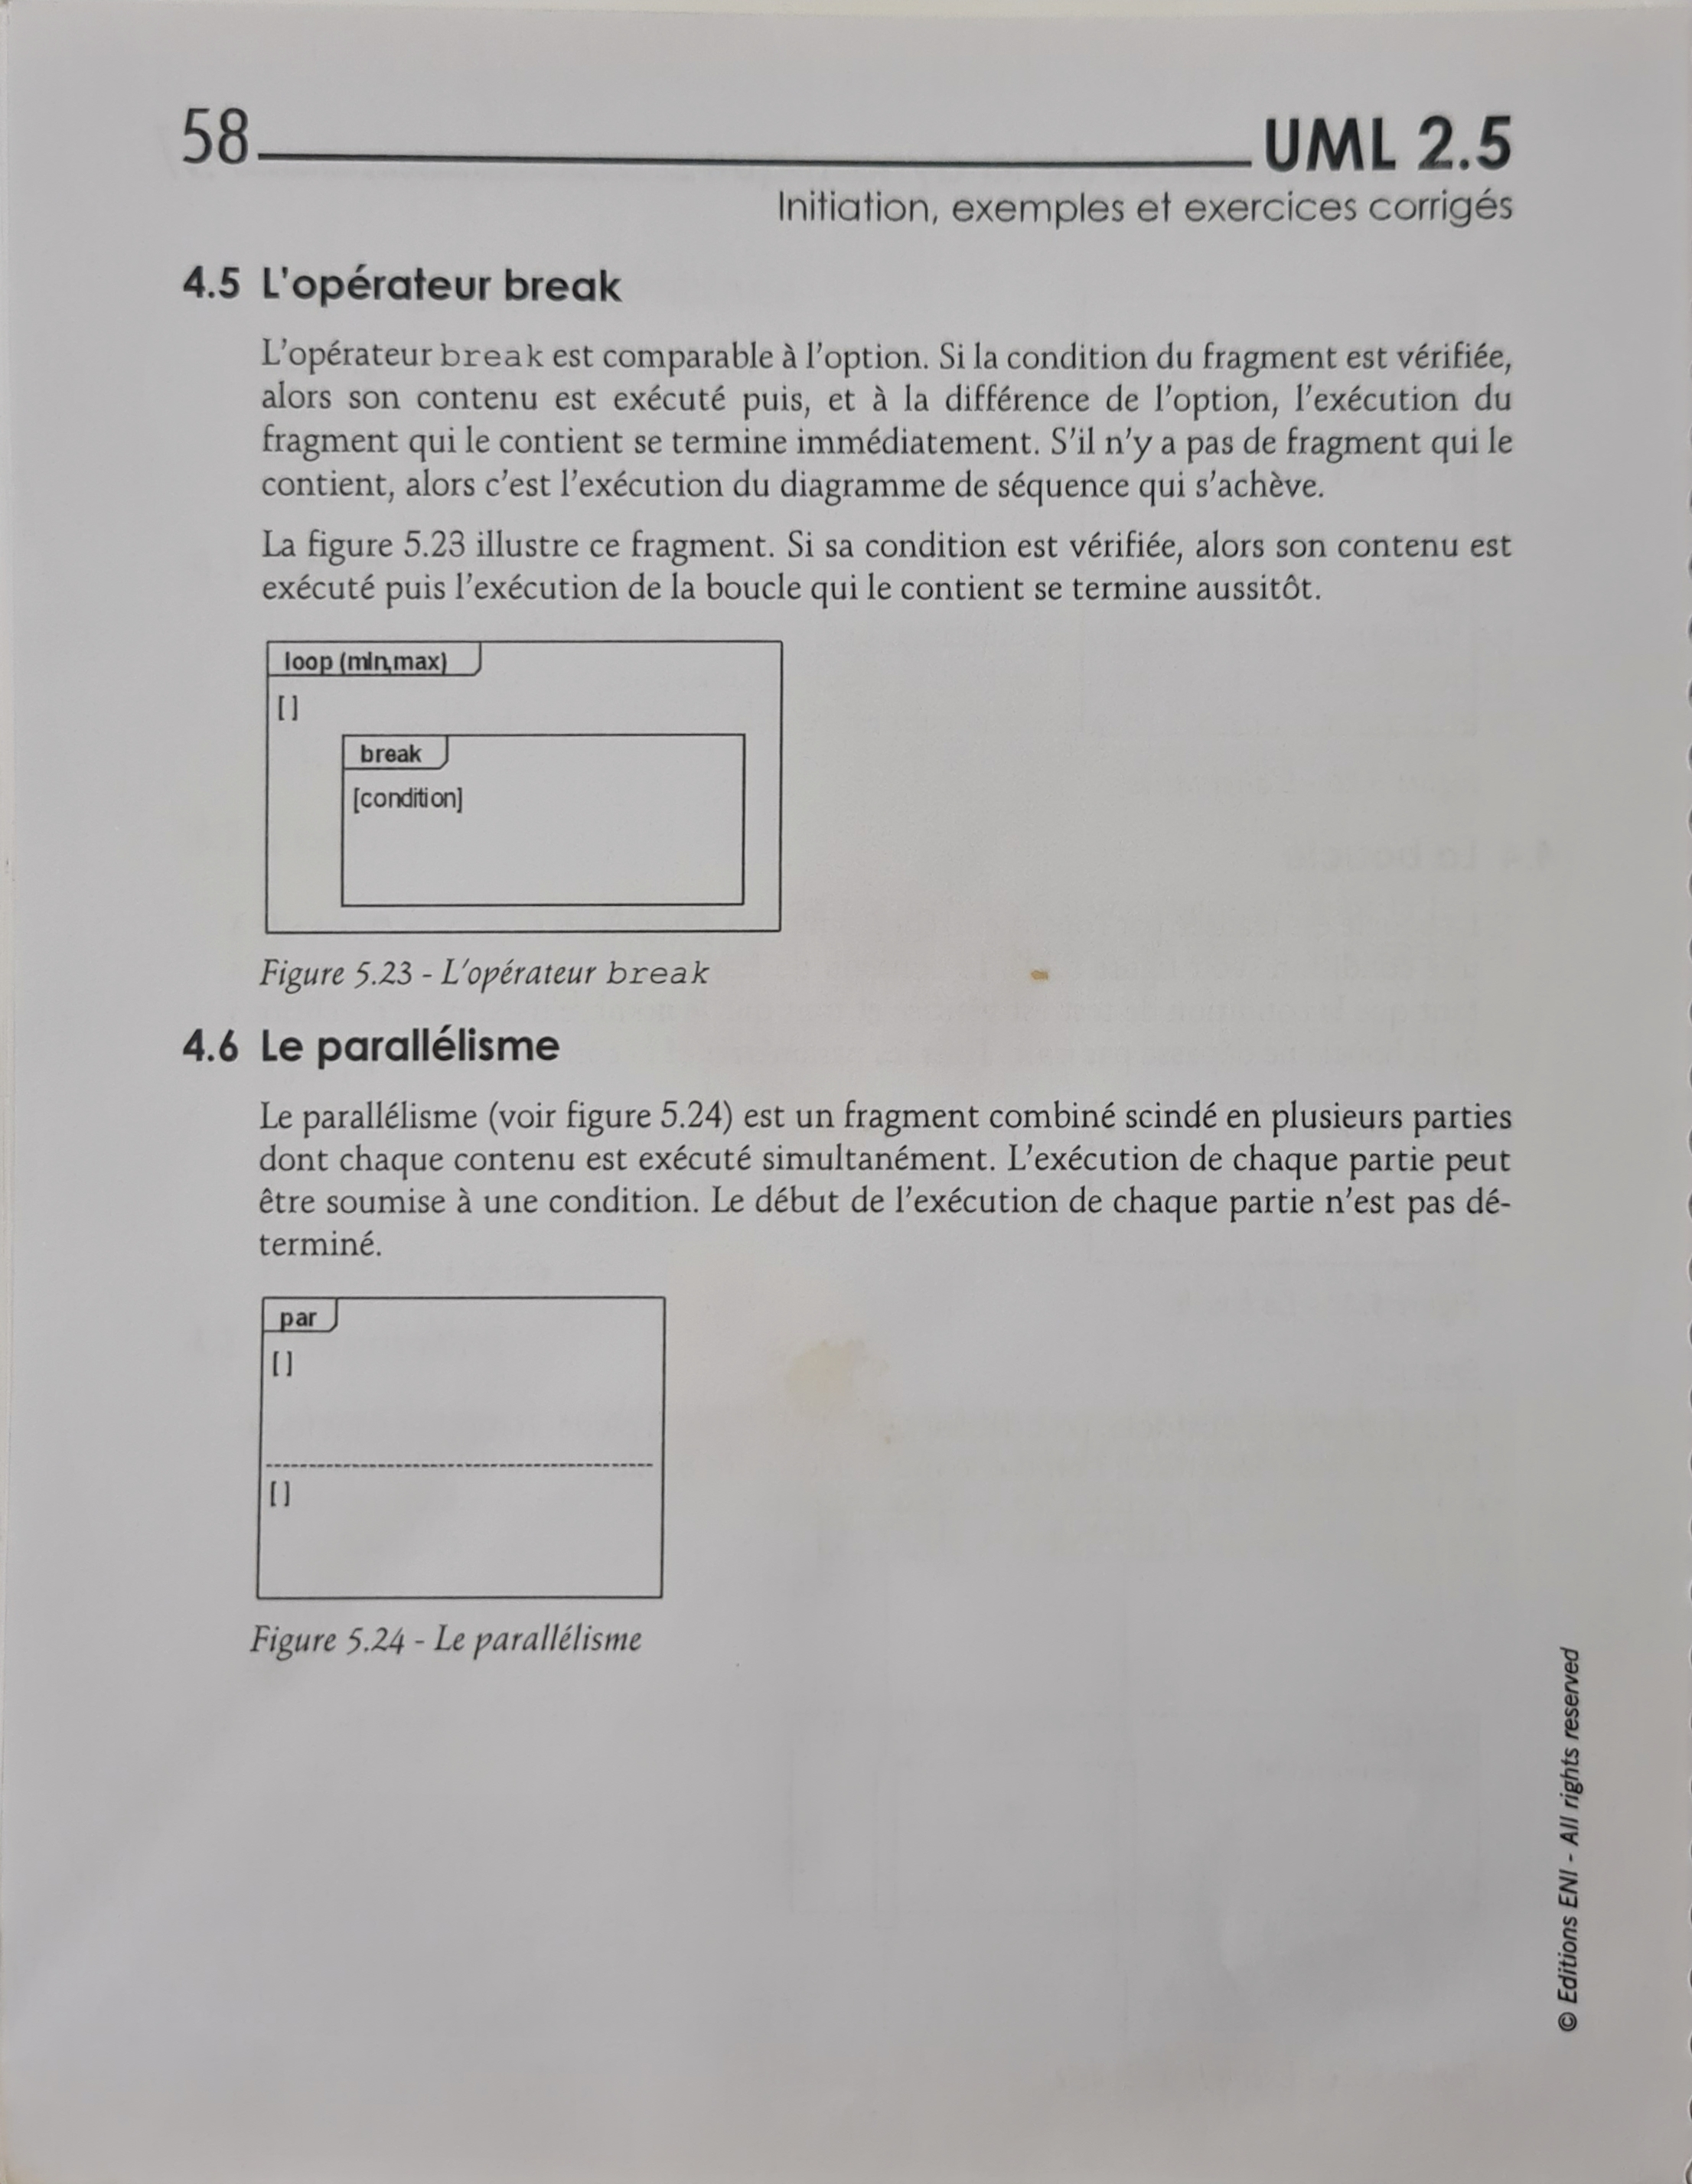 58
UML 2.5
Initiation, exemples et exercices corrigés
4.5 L'opérateur break
L’opérateur break est comparable à l’option. Si la condition du fragment est vérifiée,
alors son contenu est exécuté puis, et à la différence de l’option, l’exécution du
fragment qui le contient se termine immédiatement. S’il n’y a pas de fragment qui le
contient, alors c’est l’exécution du diagramme de séquence qui s’achève.
La figure 5.23 illustre ce fragment. Si sa condition est vérifiée, alors son contenu est
exécuté puis l’exécution de la boucle qui le contient se termine aussitôt.
loop (min,max)
[ ]
break
[condition]
Figure 5.23 - L’opérateur break
4.6 Le parallélisme
Le parallélisme (voir figure 5.24) est un fragment combiné scindé en plusieurs parties
dont chaque contenu est exécuté simultanément. L’exécution de chaque partie peut
être soumise à une condition. Le début de l’exécution de chaque partie n’est pas dé-
terminé.
par
[ ]
[ ]
Figure 5.24 - Le parallélisme
© Editions ENI - All rights reserved